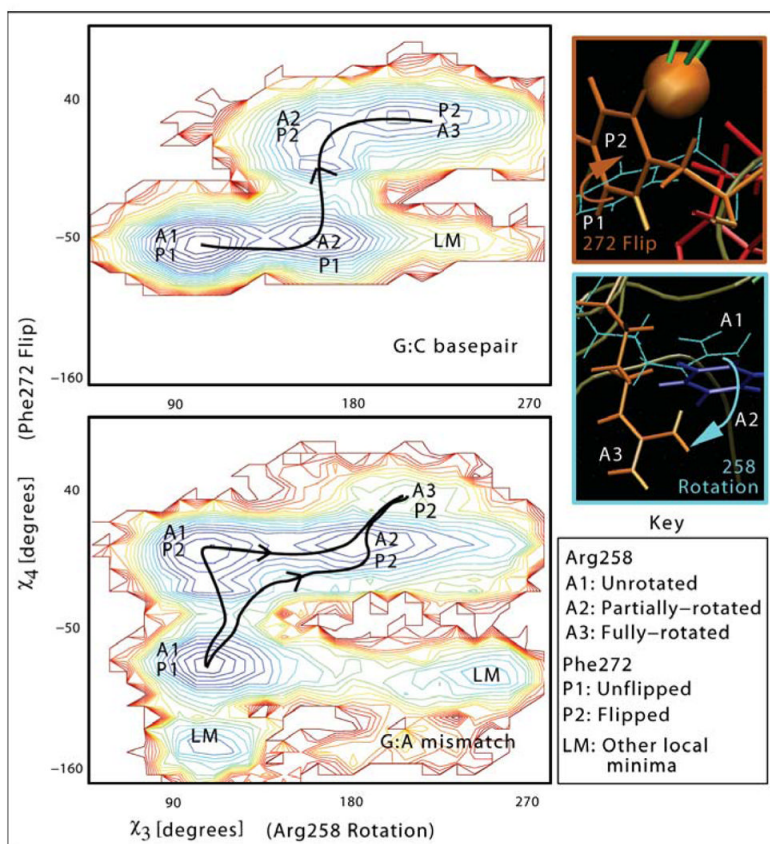 40
-50
-160
90
180
270
A2
P2
P2
A3
A1
P1
A2
P1
LM
G:C basepair
χ4 [degrees] (Phe272 Flip)
40
-50
-160
90
180
270
A3
P2
A1
P2
A2
P2
A1
P1
LM
LM
G:A mismatch
χ3 [degrees] (Arg258 Rotation)
P2
P1
272 Flip
A1
A2
A3
258
Rotation
Key
Arg258
A1: Unrotated
A2: Partially-rotated
A3: Fully-rotated
Phe272
P1: Unflipped
P2: Flipped
LM: Other local
minima